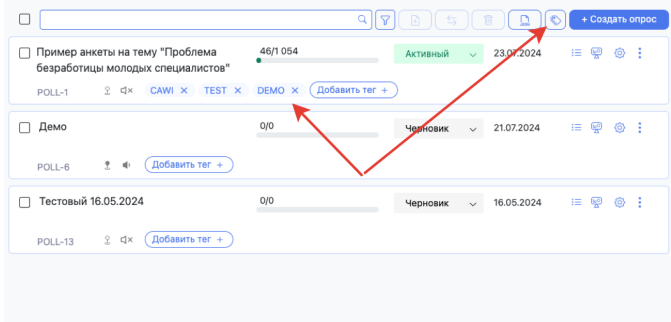 + Создать опрос
Пример анкеты на тему "Проблема 46/1 054 Активный 23.07.2024
безработицы молодых специалистов"
POLL-1 CAWI × TEST × DEMO × Добавить тег +
Демо 0/0 Черновик 21.07.2024
POLL-6 Добавить тег +
Тестовый 16.05.2024 0/0 Черновик 16.05.2024
POLL-13 Добавить тег +